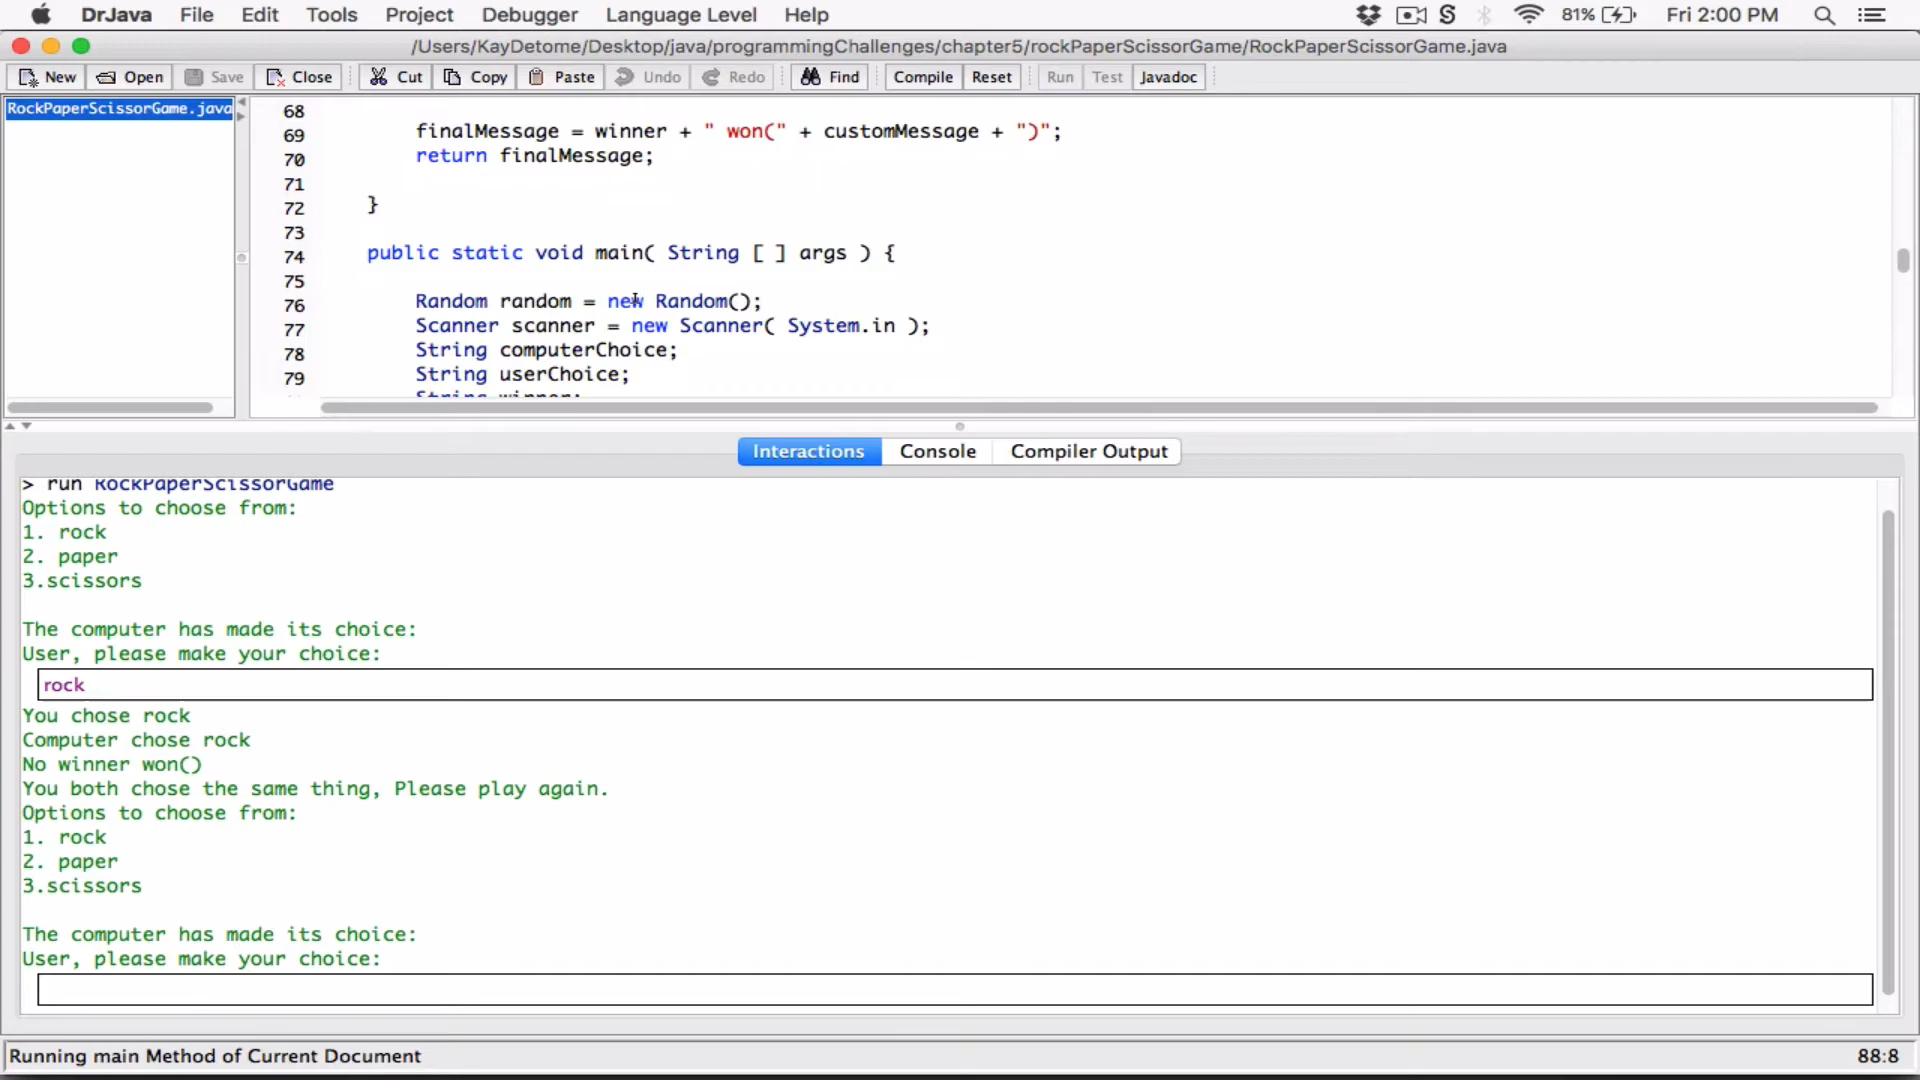 DrJava File Edit Tools Project Debugger Language Level Help 81% Fri 2:00 PM
/Users/KayDetome/Desktop/java/programmingChallenges/chapter5/rockPaperScissorGame/RockPaperScissorGame.java
New Open Save Close Cut Copy Paste Undo Redo Find Compile Reset Run Test Javadoc
RockPaperScissorGame.java
68
69 finalMessage = winner + " won(" + customMessage + ")";
70 return finalMessage;
71
72 }
73
74 public static void main( String [ ] args ) {
75
76 Random random = new Random();
77 Scanner scanner = new Scanner( System.in );
78 String computerChoice;
79 String userChoice;
String winner;
Interactions Console Compiler Output
> run RockPaperScissorGame
Options to choose from:
1. rock
2. paper
3.scissors
The computer has made its choice:
User, please make your choice:
rock
You chose rock
Computer chose rock
No winner won()
You both chose the same thing, Please play again.
Options to choose from:
1. rock
2. paper
3.scissors
The computer has made its choice:
User, please make your choice:
Running main Method of Current Document 88:8